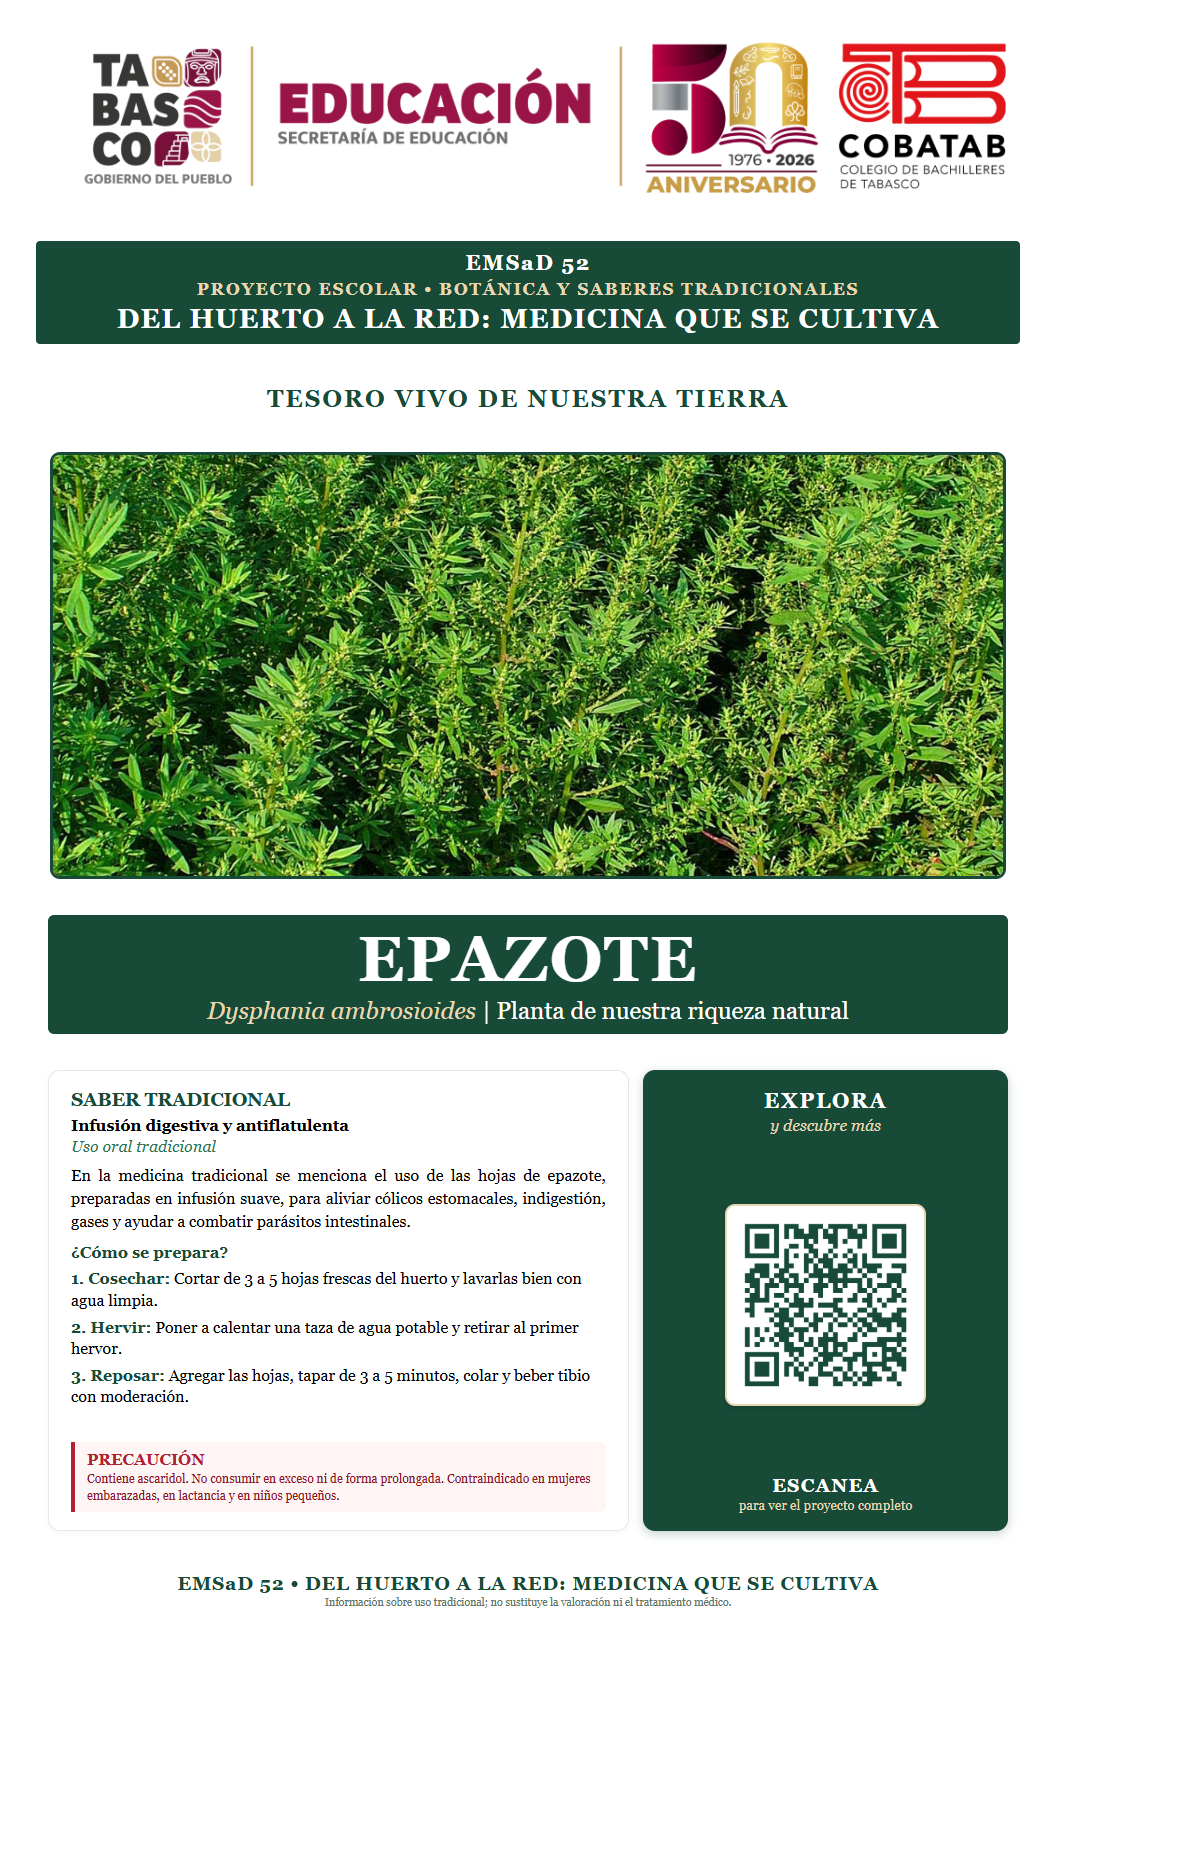 TA
BAS
CO
GOBIERNO DEL PUEBLO
EDUCACIÓN
SECRETARÍA DE EDUCACIÓN
50
1976 • 2026
ANIVERSARIO
COBATAB
COLEGIO DE BACHILLERES
DE TABASCO
EMSaD 52
PROYECTO ESCOLAR • BOTÁNICA Y SABERES TRADICIONALES
DEL HUERTO A LA RED: MEDICINA QUE SE CULTIVA
TESORO VIVO DE NUESTRA TIERRA
EPAZOTE
Dysphania ambrosioides | Planta de nuestra riqueza natural
SABER TRADICIONAL
Infusión digestiva y antiflatulenta
Uso oral tradicional
En la medicina tradicional se menciona el uso de las hojas de epazote,
preparadas en infusión suave, para aliviar cólicos estomacales, indigestión,
gases y ayudar a combatir parásitos intestinales.
¿Cómo se prepara?
1. Cosechar: Cortar de 3 a 5 hojas frescas del huerto y lavarlas bien con
agua limpia.
2. Hervir: Poner a calentar una taza de agua potable y retirar al primer
hervor.
3. Reposar: Agregar las hojas, tapar de 3 a 5 minutos, colar y beber tibio
con moderación.
PRECAUCIÓN
Contiene ascaridol. No consumir en exceso ni de forma prolongada. Contraindicado en mujeres
embarazadas, en lactancia y en niños pequeños.
EXPLORA
y descubre más
ESCANEA
para ver el proyecto completo
EMSaD 52 • DEL HUERTO A LA RED: MEDICINA QUE SE CULTIVA
Información sobre uso tradicional; no sustituye la valoración ni el tratamiento médico.